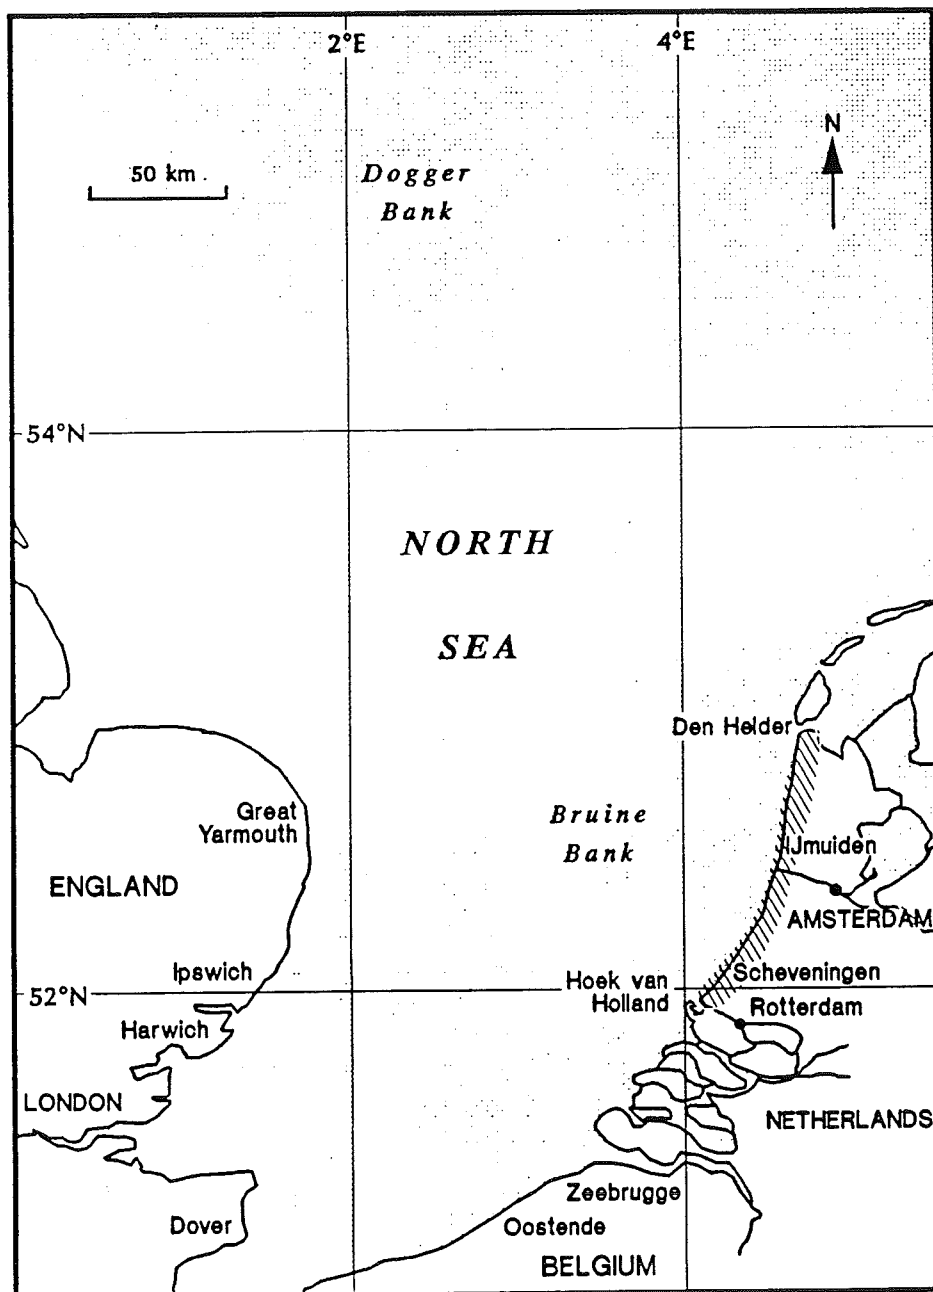 2°E
4°E
N
50 km.
Dogger
Bank
54°N
NORTH
SEA
Den Helder
Great
Yarmouth
Bruine
Bank
IJmuiden
ENGLAND
AMSTERDAM
Ipswich
Scheveningen
Hoek van
Holland
52°N
Rotterdam
Harwich
LONDON
NETHERLANDS
Zeebrugge
Dover
Oostende
BELGIUM